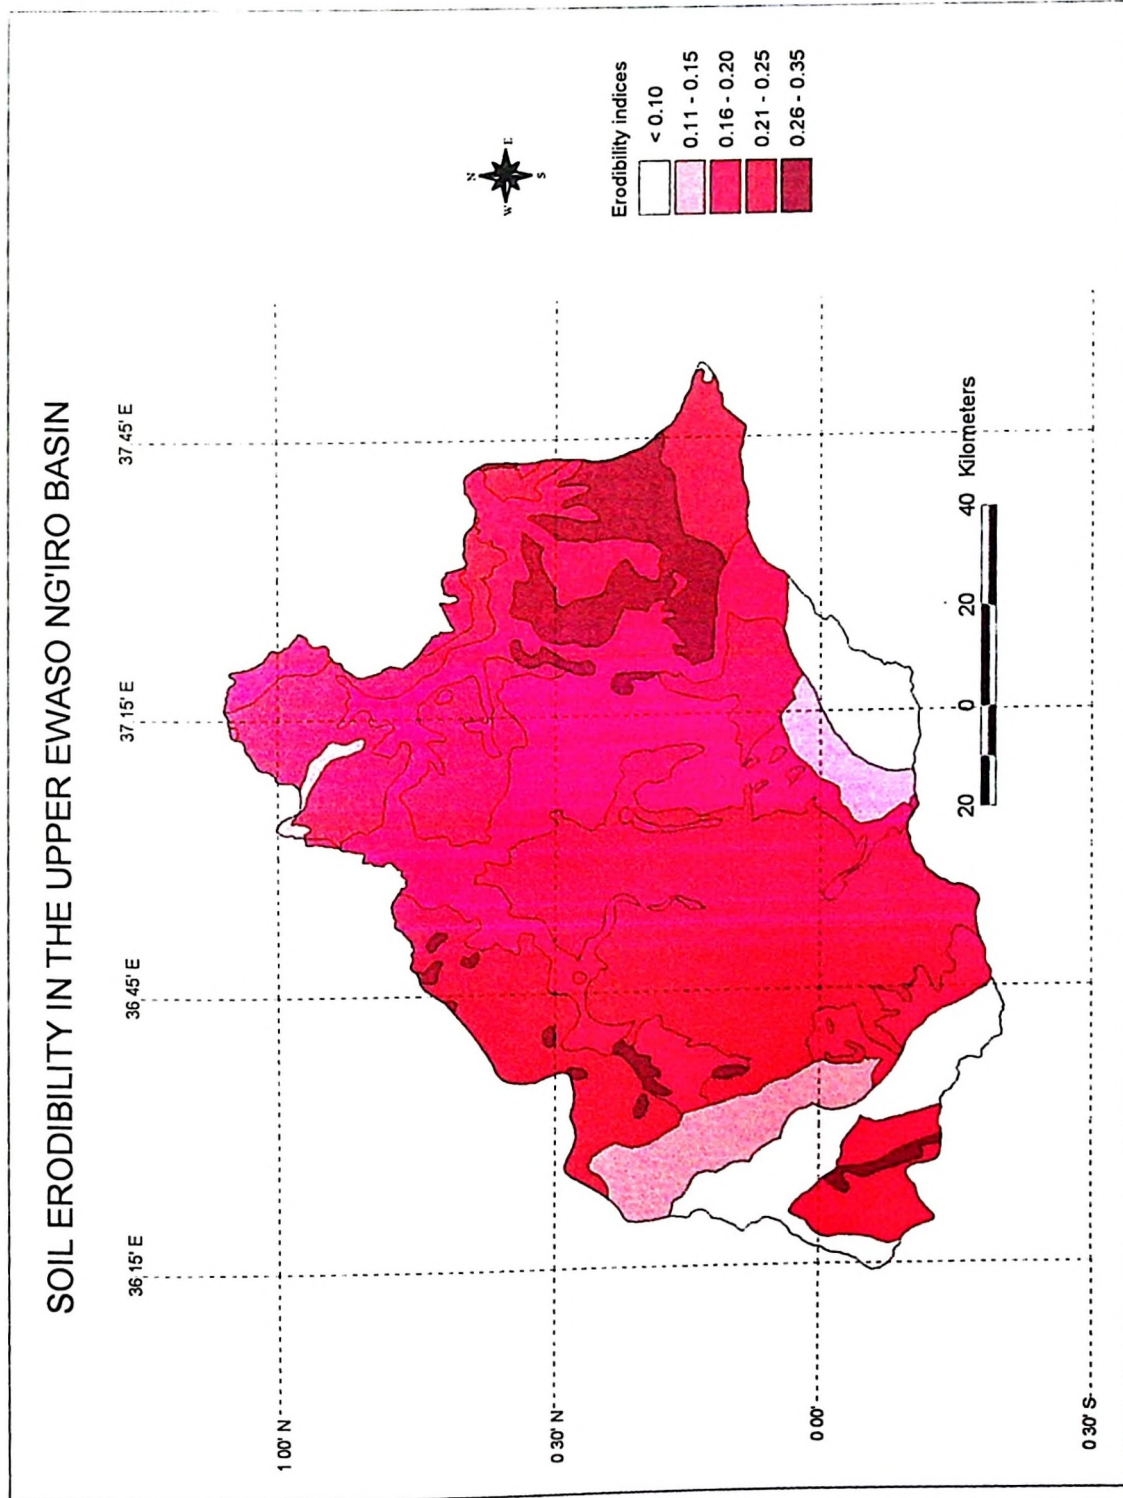 SOIL ERODIBILITY IN THE UPPER EWASO NG'IRO BASIN
36 15' E
36 45' E
37 15' E
37 45' E
1 00' N
0 30' N
0 00'
0 30' S
N
W
E
S
Erodibility indices
< 0.10
0.11 - 0.15
0.16 - 0.20
0.21 - 0.25
0.26 - 0.35
20 0 20 40 Kilometers